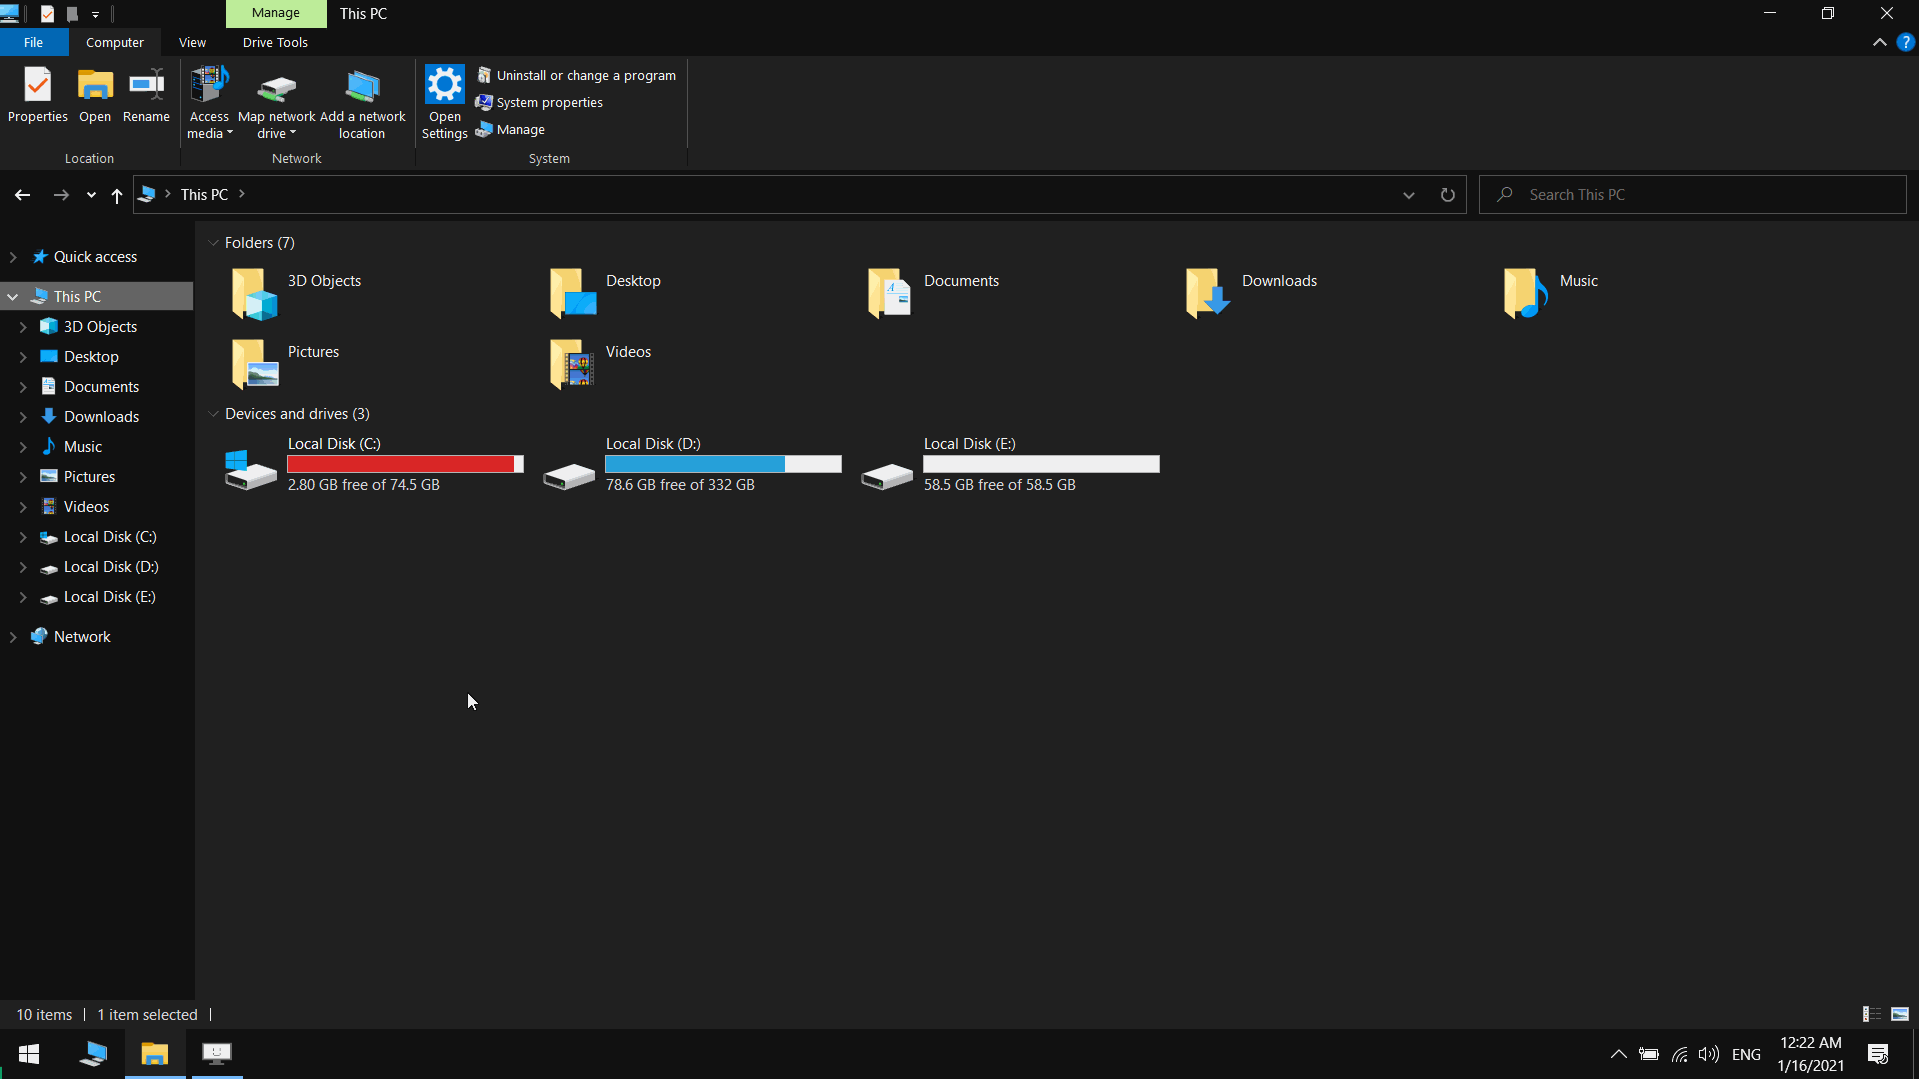 Manage
This PC
File
Computer
View
Drive Tools
?
Properties
Open
Rename
Access
media
Map network
drive
Add a network
location
Open
Settings
Uninstall or change a program
System properties
Manage
Location
Network
System
This PC
Search This PC
Quick access
This PC
3D Objects
Desktop
Documents
Downloads
Music
Pictures
Videos
Local Disk (C:)
Local Disk (D:)
Local Disk (E:)
Network
Folders (7)
3D Objects
Desktop
Documents
Downloads
Music
Pictures
Videos
Devices and drives (3)
Local Disk (C:)
2.80 GB free of 74.5 GB
Local Disk (D:)
78.6 GB free of 332 GB
Local Disk (E:)
58.5 GB free of 58.5 GB
10 items
1 item selected
ENG
12:22 AM
1/16/2021